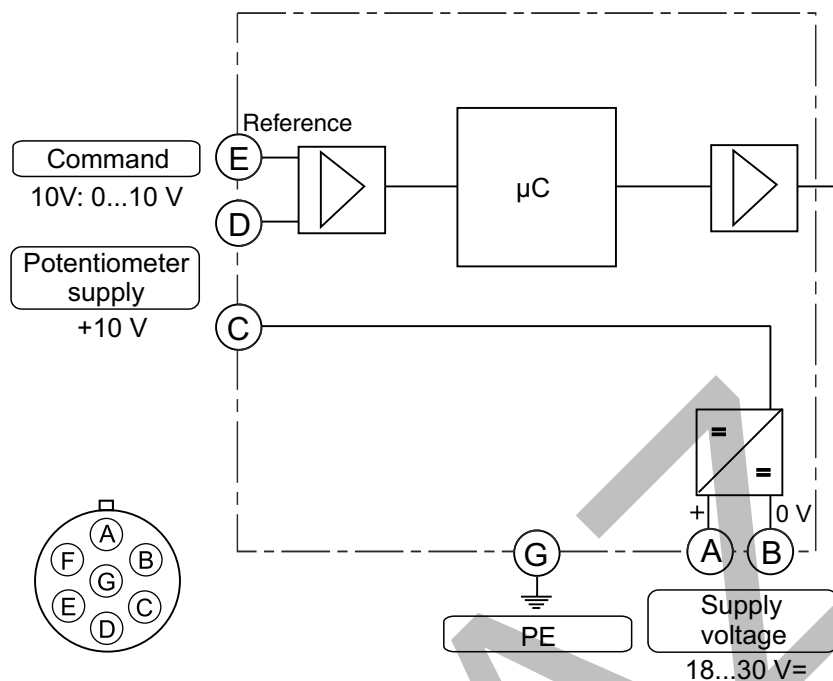 Reference
E
Command
10V: 0...10 V
D
µC
Potentiometer
supply
+10 V
C
=
=
+
0 V
A
F
B
G
E
C
D
G
A
B
PE
Supply
voltage
18...30 V=